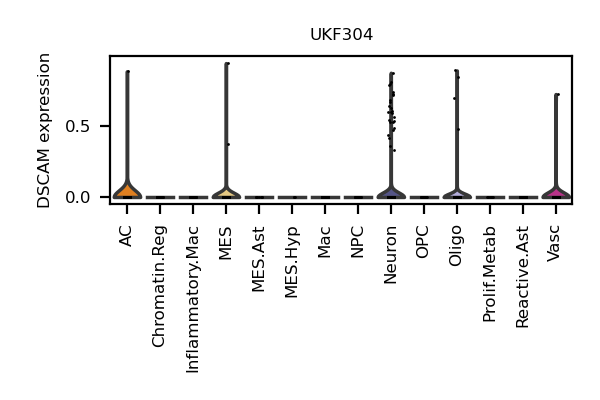 UKF304
DSCAM expression
0.5
0.0
AC
Chromatin.Reg
Inflammatory.Mac
MES
MES.Ast
MES.Hyp
Mac
NPC
Neuron
OPC
Oligo
Prolif.Metab
Reactive.Ast
Vasc